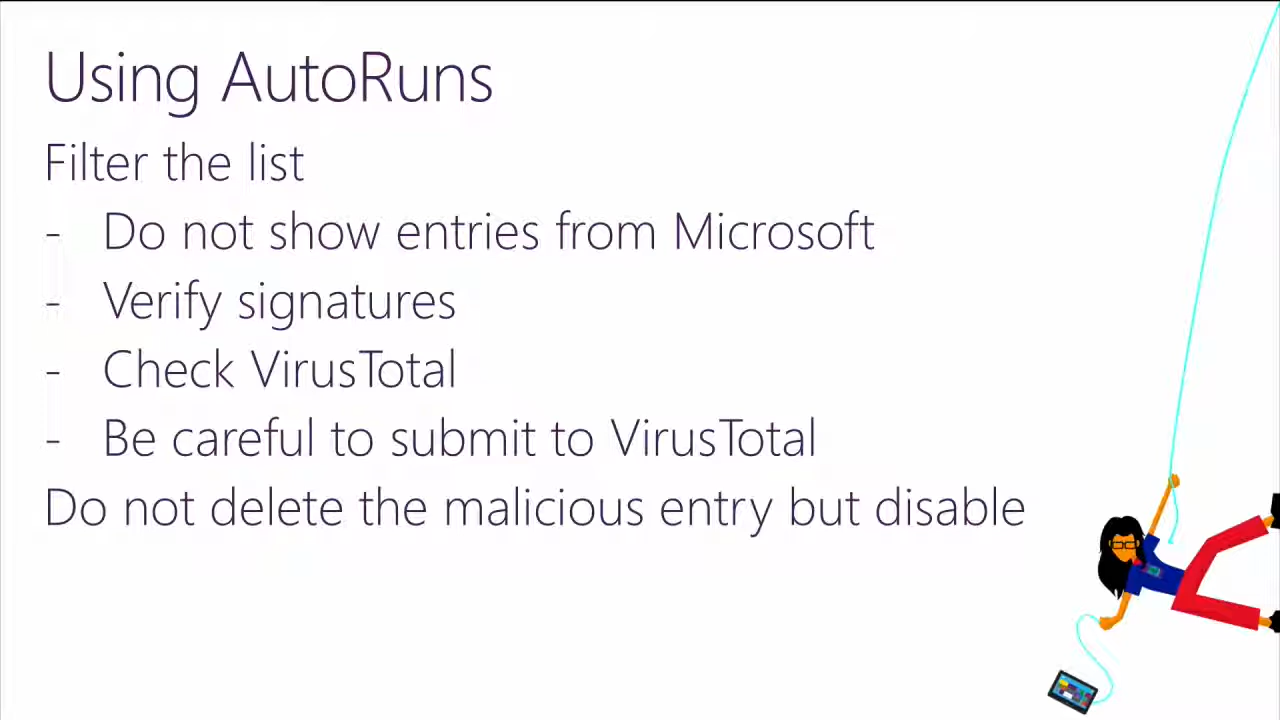 Using AutoRuns
Filter the list
- Do not show entries from Microsoft
- Verify signatures
- Check VirusTotal
- Be careful to submit to VirusTotal
Do not delete the malicious entry but disable